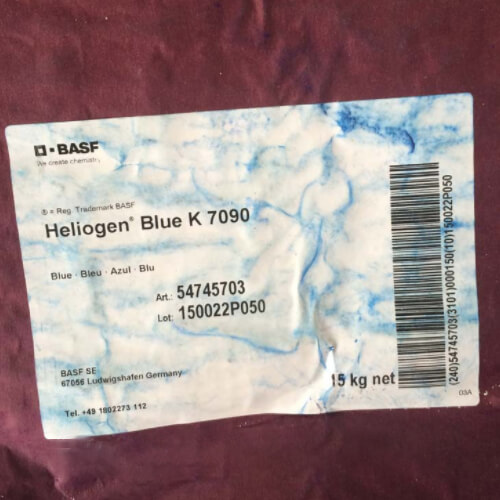 BASF
We create chemistry
® = Reg. Trademark BASF
Heliogen® Blue K 7090
Blue · Bleu · Azul · Blu
Art.: 54745703
Lot: 150022P050
BASF SE
67056 Ludwigshafen Germany
15 kg net
Tel. +49 1802273 112
(240)54745703(3101)000150(10)150022P050
03A